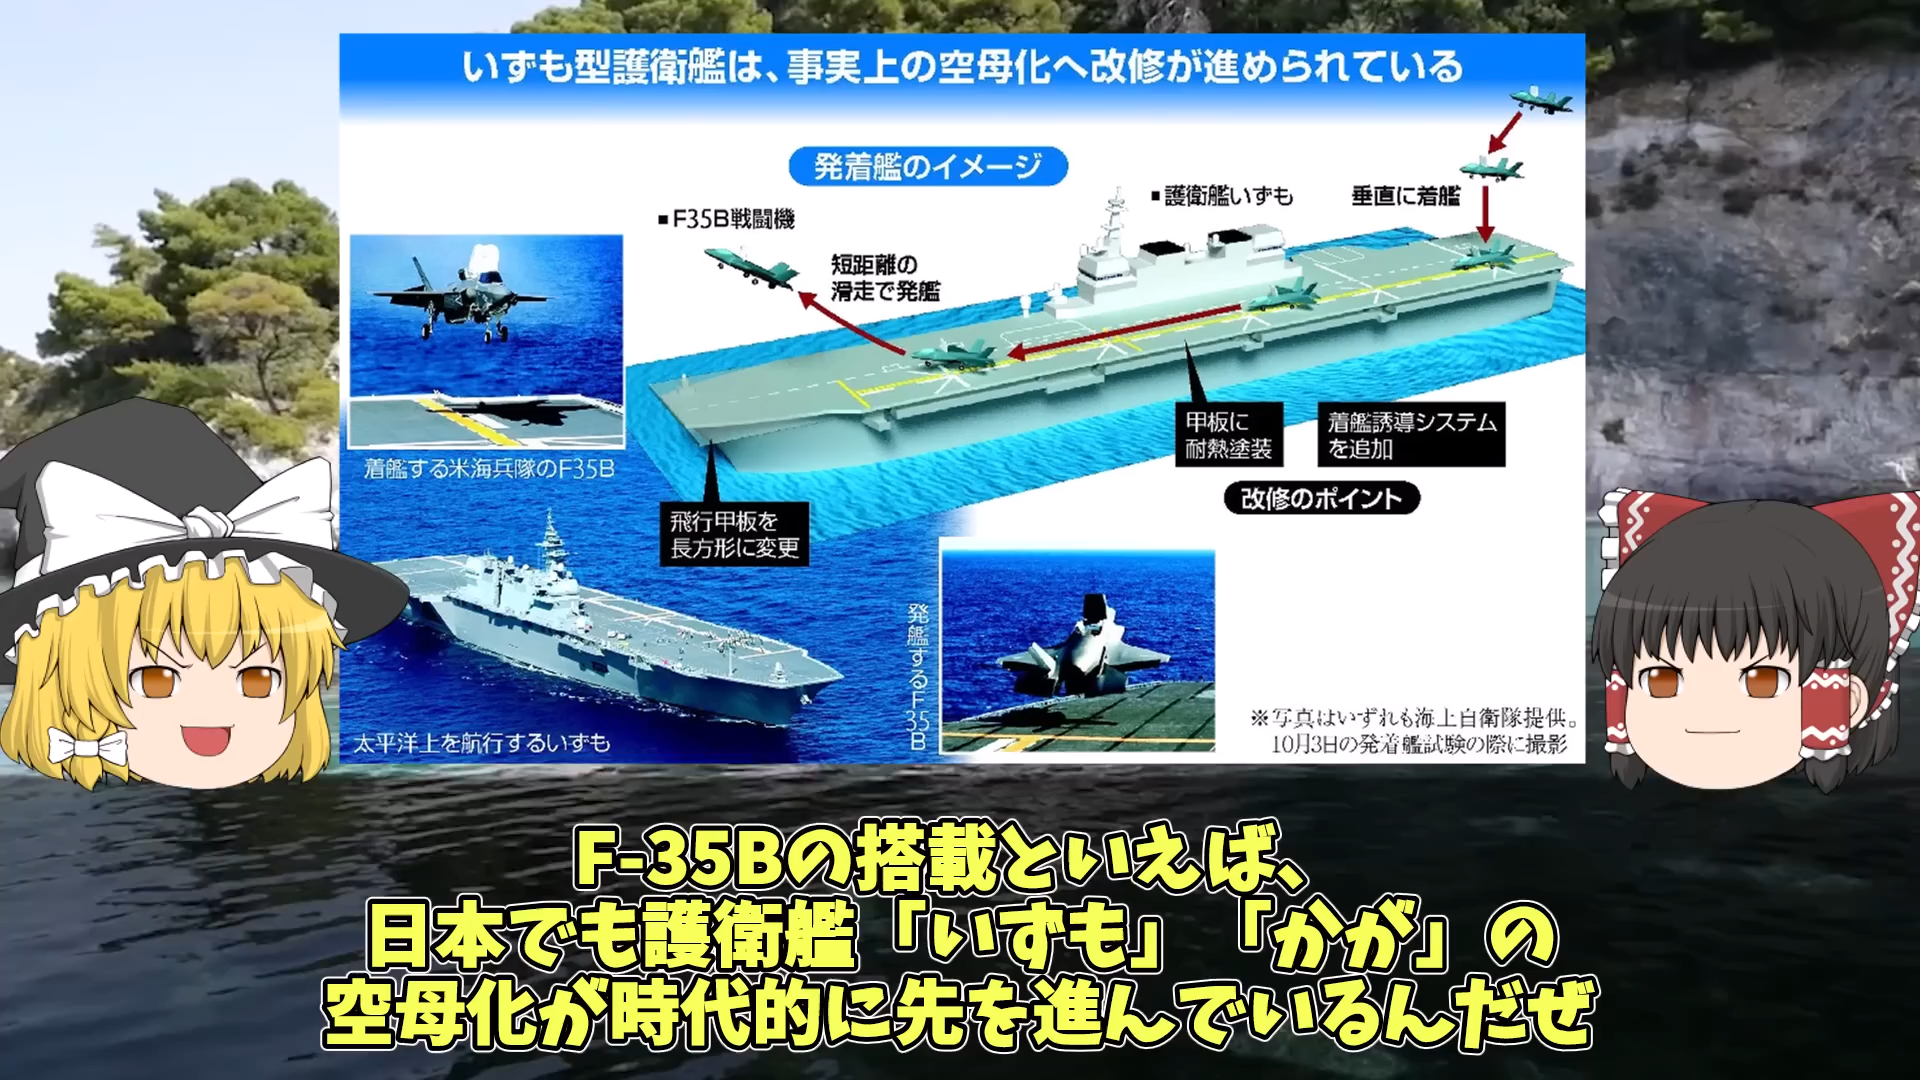 いずも型護衛艦は、事実上の空母化へ改修が進められている
発着艦のイメージ
■F35B戦闘機
■護衛艦いずも
垂直に着艦
短距離の
滑走で発艦
着艦する米海兵隊のF35B
甲板に
耐熱塗装
着艦誘導システム
を追加
改修のポイント
飛行甲板を
長方形に変更
太平洋上を航行するいずも
発艦するF35B
※写真はいずれも海上自衛隊提供。
10月3日の発着艦試験の際に撮影
F-35Bの搭載といえば、
日本でも護衛艦「いずも」「かが」の
空母化が時代的に先を進んでいるんだぜ